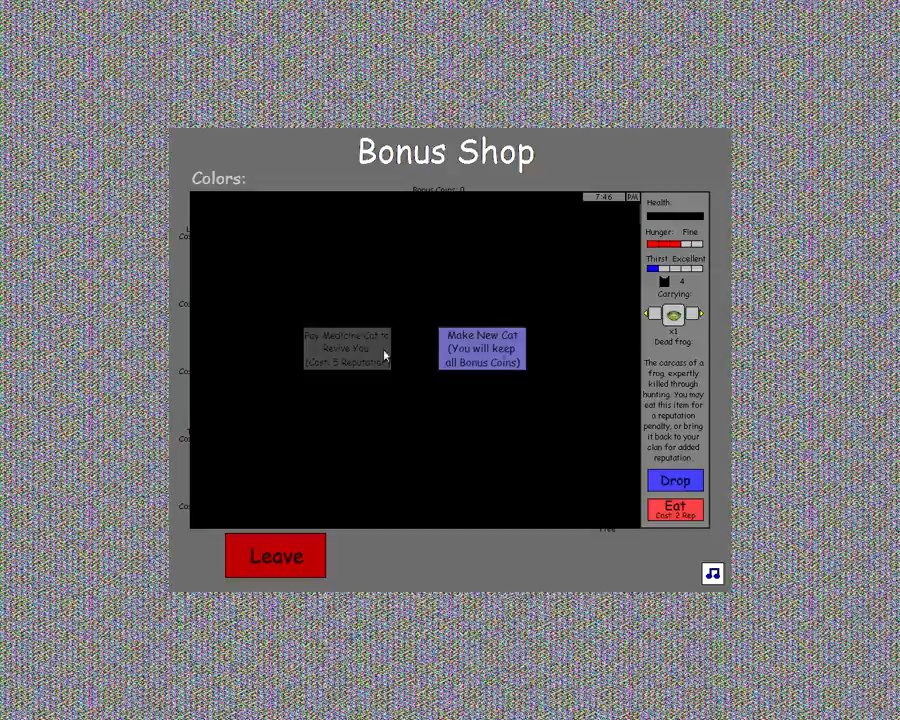 Bonus Shop
Colors:
Bonus Coins: 0
7:46 PM
Health:
Hunger: Fine
Thirst Excellent
4
Carrying:
x1
Dead frog:
Pay Medicine Cat to
Revive You
(Cost: 5 Reputation)
Make New Cat
(You will keep
all Bonus Coins)
The carcass of a
frog, expertly
killed through
hunting. You may
eat this item for
a reputation
penalty, or bring
it back to your
clan for added
reputation.
Drop
Eat
Cost: 2 Rep
Free
Leave